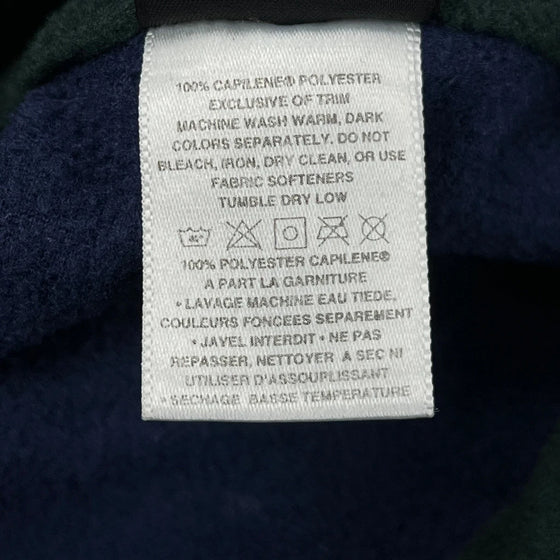 100% CAPILENE® POLYESTER
EXCLUSIVE OF TRIM
MACHINE WASH WARM, DARK
COLORS SEPARATELY. DO NOT
BLEACH, IRON, DRY CLEAN, OR USE
FABRIC SOFTENERS
TUMBLE DRY LOW
40°
100% POLYESTER CAPILENE®
A PART LA GARNITURE
• LAVAGE MACHINE EAU TIEDE,
COULEURS FONCEES SEPAREMENT
• JAVEL INTERDIT • NE PAS
REPASSER, NETTOYER A SEC NI
UTILISER D'ASSOUPLISSANT
• SECHAGE BASSE TEMPERATURE